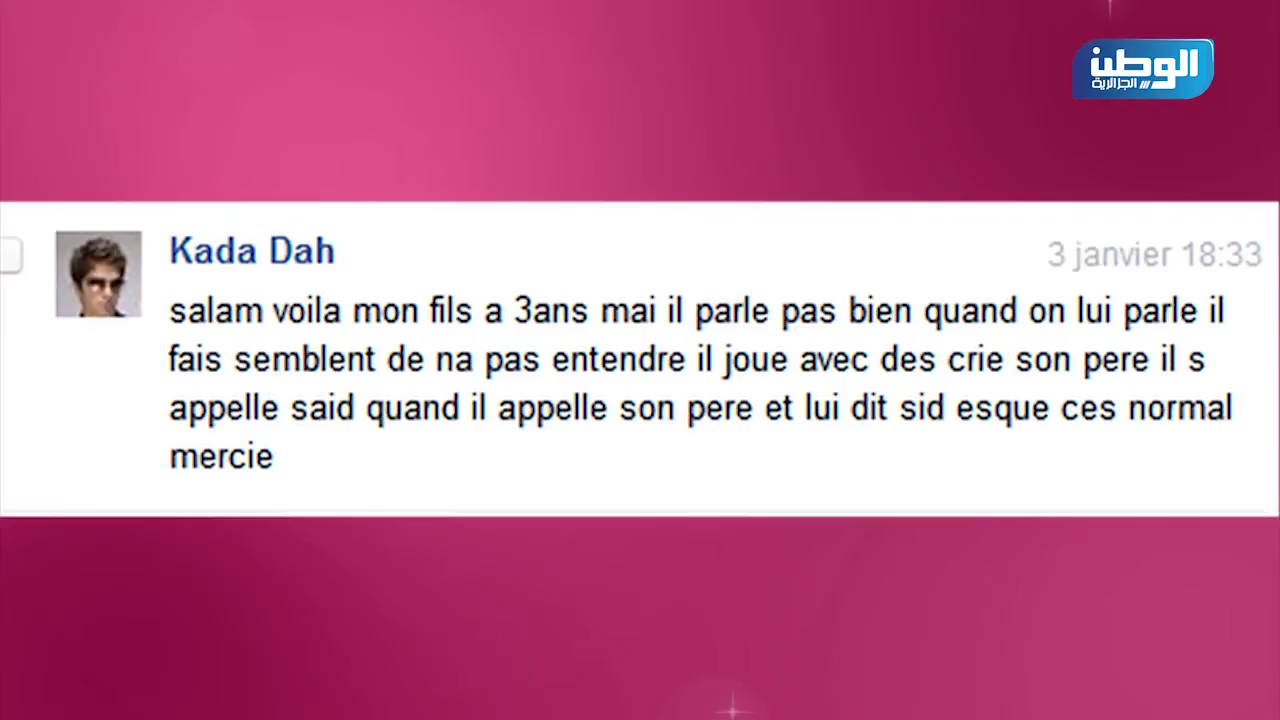 الوطن
الجزائرية
Kada Dah
3 janvier 18:33
salam voila mon fils a 3ans mai il parle pas bien quand on lui parle il
fais semblent de na pas entendre il joue avec des crie son pere il s
appelle said quand il appelle son pere et lui dit sid esque ces normal
mercie